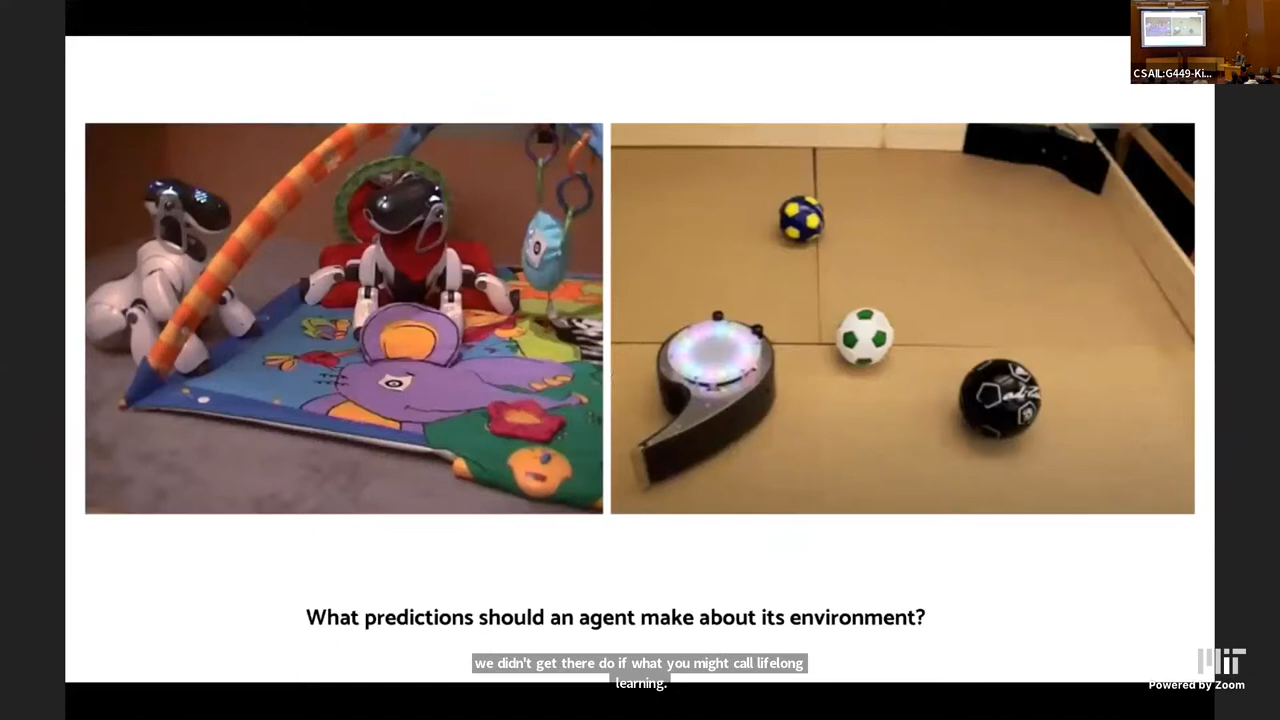 CSAIL:G449-Ki...
What predictions should an agent make about its environment?
we didn't get there do if what you might call lifelong
learning.
MIT
Powered by Zoom